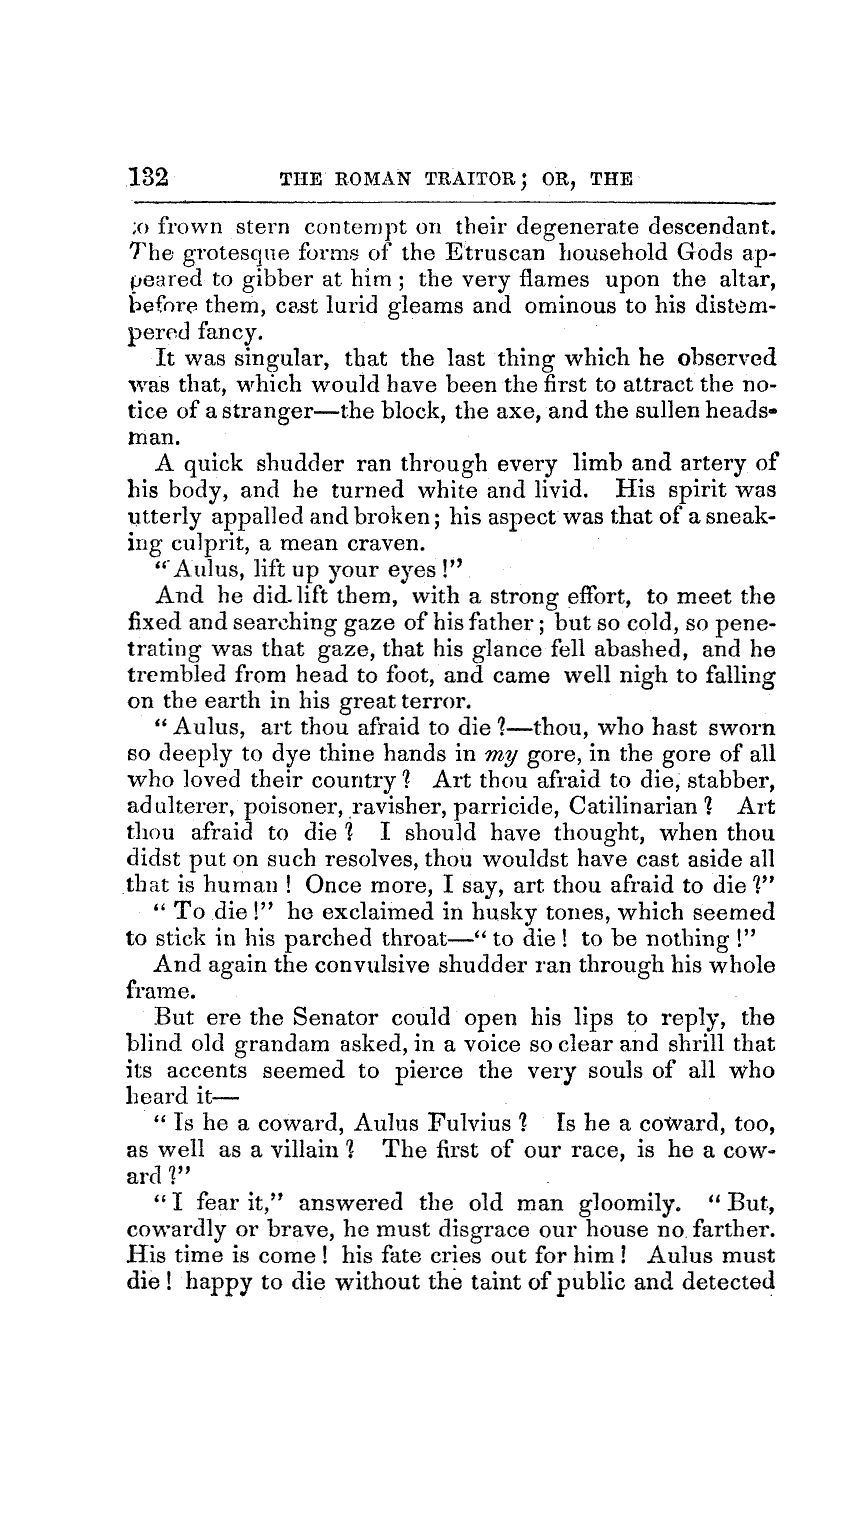 132 THE ROMAN TRAITOR; OR, THE
to frown stern contempt on their degenerate descendant.
The grotesque forms of the Etruscan household Gods ap-
peared to gibber at him; the very flames upon the altar,
before them, cast lurid gleams and ominous to his distem-
pered fancy.
It was singular, that the last thing which he observed
was that, which would have been the first to attract the no-
tice of a stranger—the block, the axe, and the sullen heads-
man.
A quick shudder ran through every limb and artery of
his body, and he turned white and livid. His spirit was
utterly appalled and broken; his aspect was that of a sneak-
ing culprit, a mean craven.
“Aulus, lift up your eyes!”
And he did lift them, with a strong effort, to meet the
fixed and searching gaze of his father; but so cold, so pene-
trating was that gaze, that his glance fell abashed, and he
trembled from head to foot, and came well nigh to falling
on the earth in his great terror.
“Aulus, art thou afraid to die?—thou, who hast sworn
so deeply to dye thine hands in my gore, in the gore of all
who loved their country? Art thou afraid to die, stabber,
adulterer, poisoner, ravisher, parricide, Catilinarian? Art
thou afraid to die? I should have thought, when thou
didst put on such resolves, thou wouldst have cast aside all
that is human! Once more, I say, art thou afraid to die?”
“To die!” he exclaimed in husky tones, which seemed
to stick in his parched throat—“to die! to be nothing!”
And again the convulsive shudder ran through his whole
frame.
But ere the Senator could open his lips to reply, the
blind old grandam asked, in a voice so clear and shrill that
its accents seemed to pierce the very souls of all who
heard it—
“Is he a coward, Aulus Fulvius? Is he a coward, too,
as well as a villain? The first of our race, is he a cow-
ard?”
“I fear it,” answered the old man gloomily. “But,
cowardly or brave, he must disgrace our house no farther.
His time is come! his fate cries out for him! Aulus must
die! happy to die without the taint of public and detected